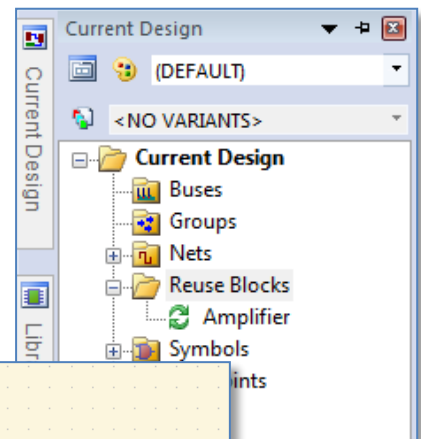 Current Design
(DEFAULT)
<NO VARIANTS>
Current Design
Buses
Groups
Nets
Reuse Blocks
Amplifier
Symbols
Current Design